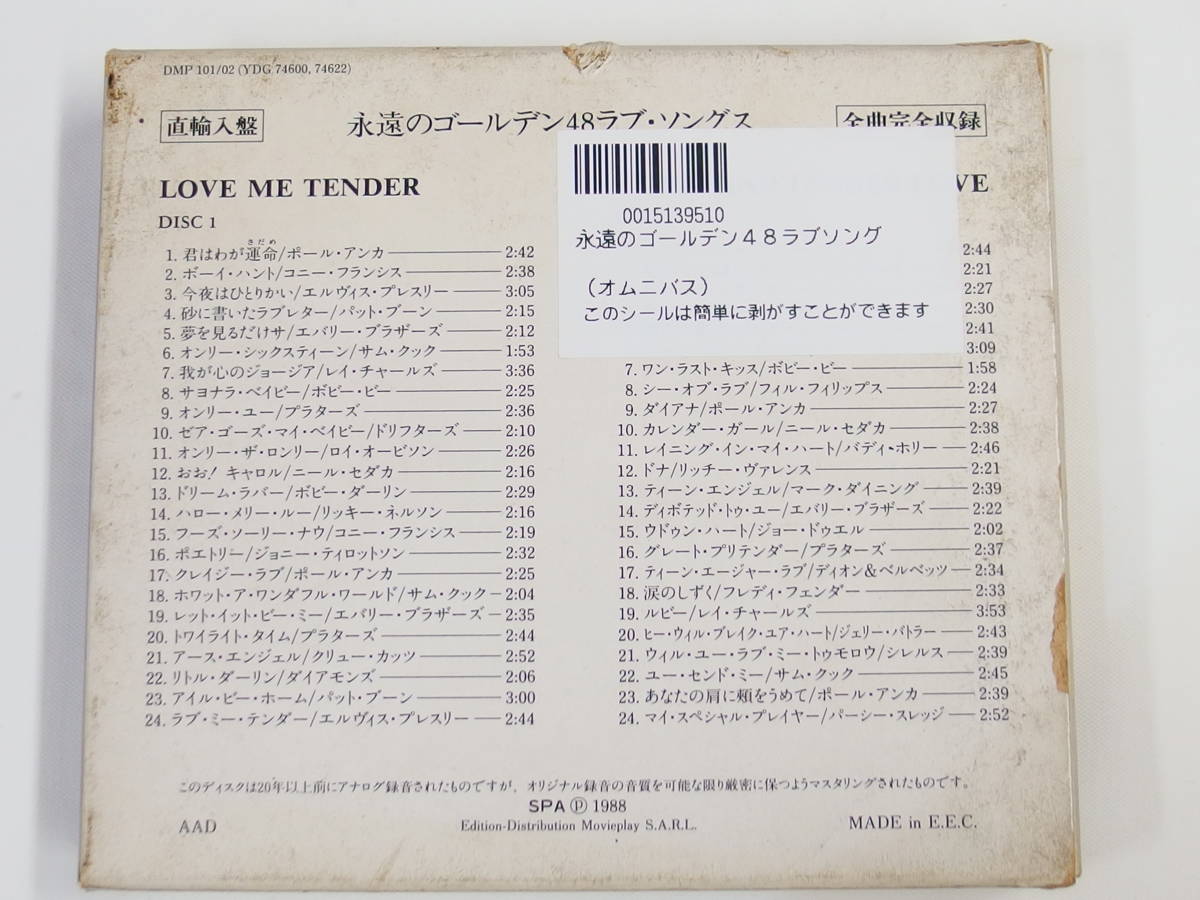 DMP 101/02 (YDG 74600, 74622)
直輸入盤
永遠のゴールデン48ラブ・ソングス
全曲完全収録
LOVE ME TENDER
DISC 1
さだめ
1. 君はわが運命/ポール・アンカ 2:42
2. ボーイ・ハント/コニー・フランシス 2:38
3. 今夜はひとりかい/エルヴィス・プレスリー 3:05
4. 砂に書いたラブレター/パット・ブーン 2:15
5. 夢を見るだけサ/エバリー・ブラザーズ 2:12
6. オンリー・シックスティーン/サム・クック 1:53
7. 我が心のジョージア/レイ・チャールズ 3:36
8. サヨナラ・ベイビー/ボビー・ビー 2:25
9. オンリー・ユー/プラターズ 2:36
10. ゼア・ゴーズ・マイ・ベイビー/ドリフターズ 2:10
11. オンリー・ザ・ロンリー/ロイ・オービソン 2:26
12. おお! キャロル/ニール・セダカ 2:16
13. ドリーム・ラバー/ボビー・ダーリン 2:29
14. ハロー・メリー・ルー/リッキー・ネルソン 2:16
15. フーズ・ソーリー・ナウ/コニー・フランシス 2:19
16. ポエトリー/ジョニー・ティロットソン 2:32
17. クレイジー・ラブ/ポール・アンカ 2:25
18. ホワット・ア・ワンダフル・ワールド/サム・クック 2:04
19. レット・イット・ビー・ミー/エバリー・ブラザーズ 2:35
20. トワイライト・タイム/プラターズ 2:44
21. アース・エンジェル/クリュー・カッツ 2:52
22. リトル・ダーリン/ダイアモンズ 2:06
23. アイル・ビー・ホーム/パット・ブーン 3:00
24. ラブ・ミー・テンダー/エルヴィス・プレスリー 2:44
0015139510
永遠のゴールデン48ラブソング
(オムニバス)
このシールは簡単に剥がすことができます
2:44
2:21
2:27
2:30
2:41
3:09
7. ワン・ラスト・キッス/ボビー・ビー 1:58
8. シー・オブ・ラブ/フィル・フィリップス 2:24
9. ダイアナ/ポール・アンカ 2:27
10. カレンダー・ガール/ニール・セダカ 2:38
11. レイニング・イン・マイ・ハート/バディ・ホリー 2:46
12. ドナ/リッチー・ヴァレンス 2:21
13. ティーン・エンジェル/マーク・ダイニング 2:39
14. ディボテッド・トゥ・ユー/エバリー・ブラザーズ 2:22
15. ウドゥン・ハート/ジョー・ドゥエル 2:02
16. グレート・プリテンダー/プラターズ 2:37
17. ティーン・エージャー・ラブ/ディオン&ベルベッツ 2:34
18. 涙のしずく/フレディ・フェンダー 2:33
19. ルビー/レイ・チャールズ 3:53
20. ヒー・ウィル・ブレイク・ユア・ハート/ジェリー・バトラー 2:43
21. ウィル・ユー・ラブ・ミー・トゥモロウ/シレルス 2:39
22. ユー・センド・ミー/サム・クック 2:45
23. あなたの肩に頬をうめて/ポール・アンカ 2:39
24. マイ・スペシャル・プレイヤー/パーシー・スレッジ 2:52
このディスクは20年以上前にアナログ録音されたものですが、オリジナル録音の音質を可能な限り厳密に保つようマスタリングされたものです。
SPA ℗ 1988
AAD
Edition-Distribution Movieplay S.A.R.L.
MADE in E.E.C.